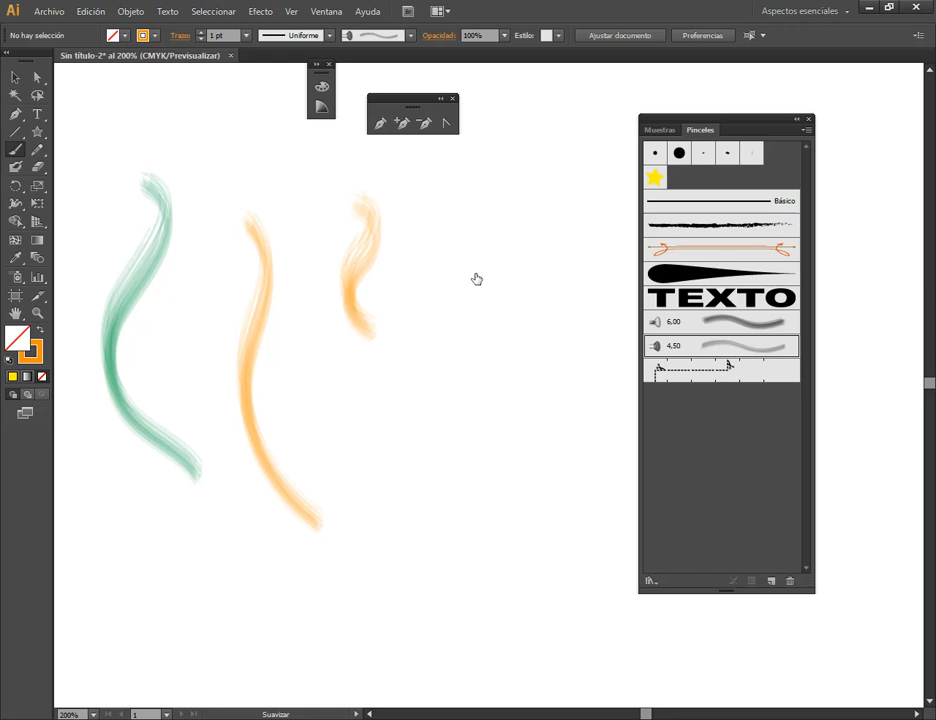 Ai Archivo Edición Objeto Texto Seleccionar Efecto Ver Ventana Ayuda Br Aspectos esenciales
No hay selección Trazo: 1 pt Uniforme Opacidad: 100% Estilo: Ajustar documento Preferencias
Sin título-2* al 200% (CMYK/Previsualizar)
Muestras Pinceles
Básico
TEXTO
6,00
4,50
200% 1 Suavizar